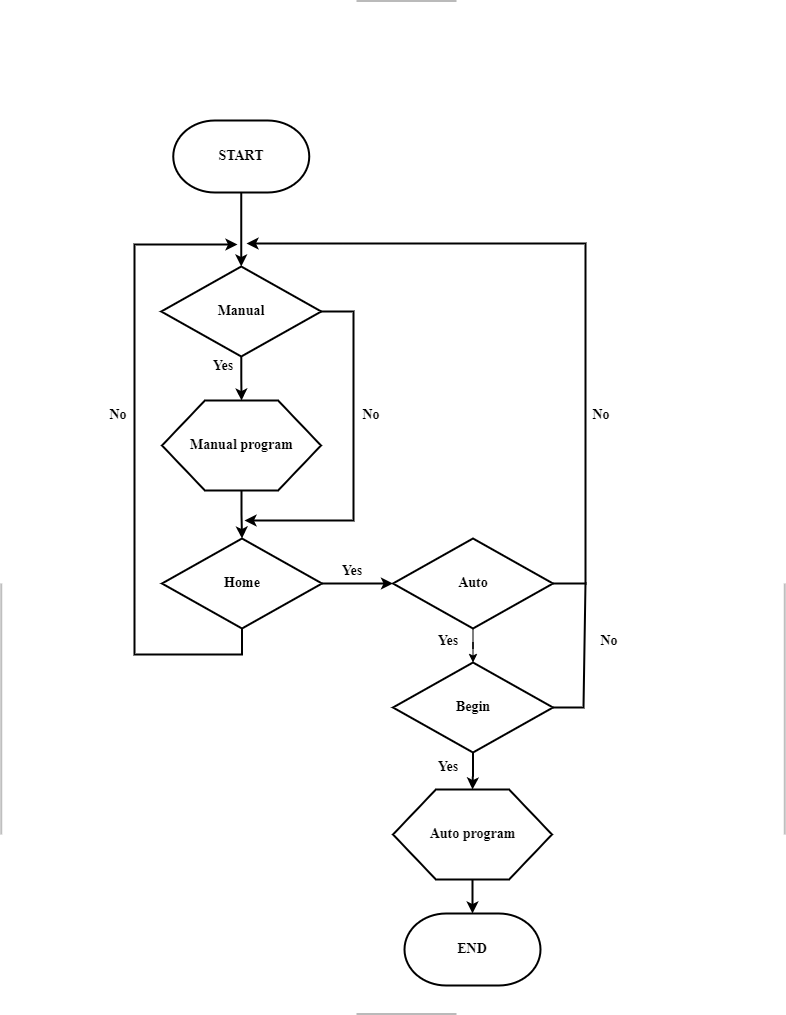 START
Manual
Yes
No
No
No
Manual program
Home
Yes
Auto
Yes
No
Begin
Yes
Auto program
END